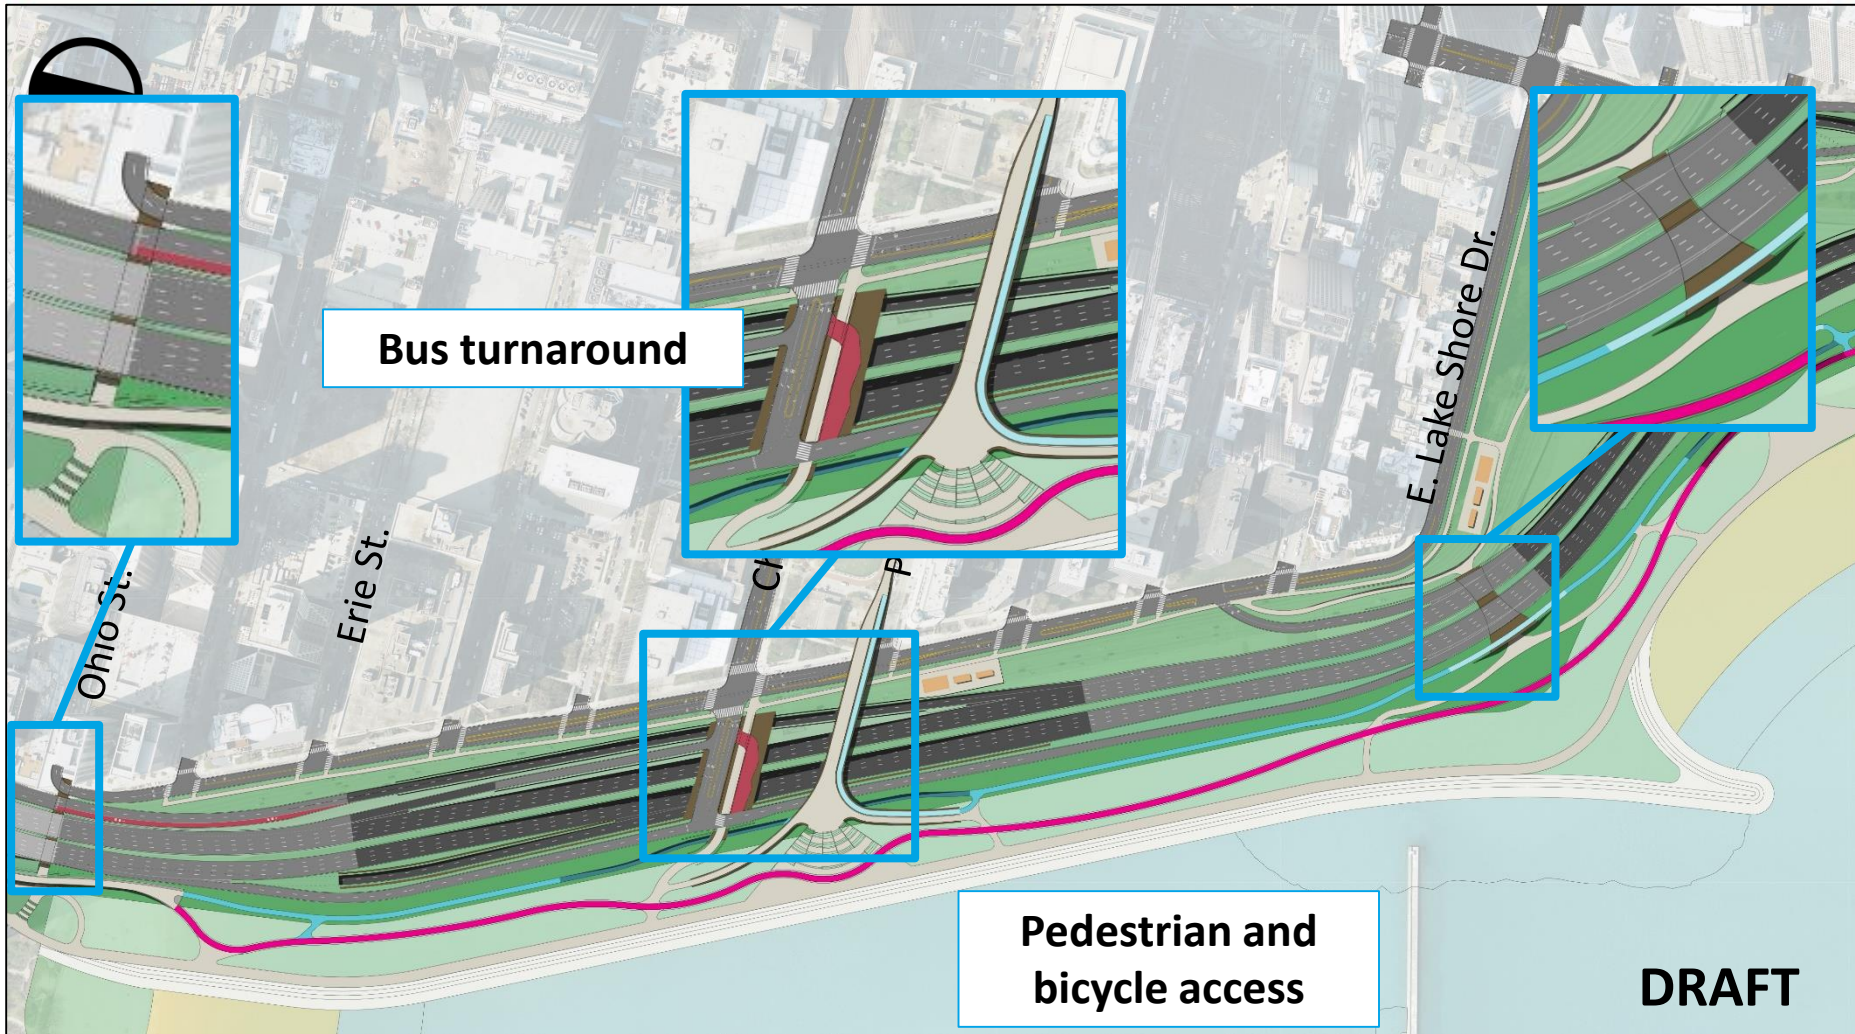 Bus turnaround
E. Lake Shore Dr.
Ohio St.
Erie St.
Pedestrian and
bicycle access
DRAFT